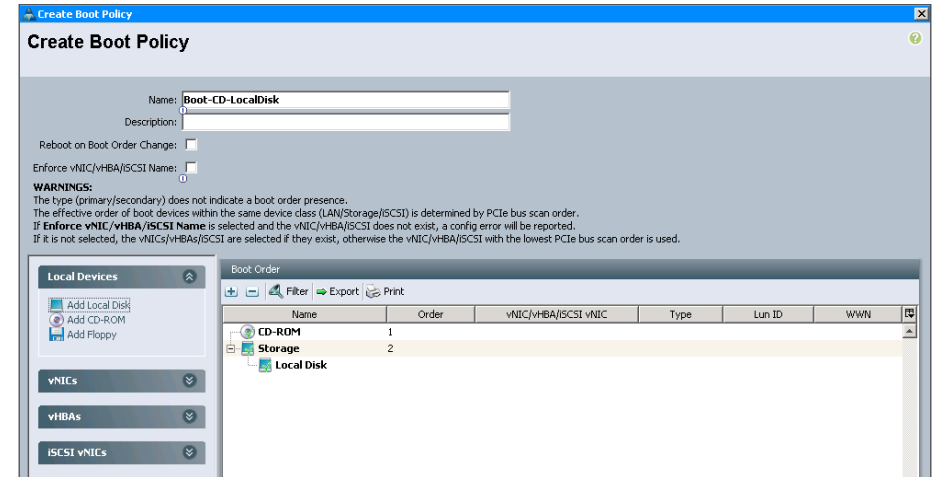 Create Boot Policy
Create Boot Policy
Name: Boot-CD-LocalDisk
Description:
Reboot on Boot Order Change:
Enforce vNIC/vHBA/iSCSI Name:
WARNINGS:
The type (primary/secondary) does not indicate a boot order presence.
The effective order of boot devices within the same device class (LAN/Storage/iSCSI) is determined by PCIe bus scan order.
If Enforce vNIC/vHBA/iSCSI Name is selected and the vNIC/vHBA/iSCSI does not exist, a config error will be reported.
If it is not selected, the vNICs/vHBAs/iSCSI are selected if they exist, otherwise the vNIC/vHBA/iSCSI with the lowest PCIe bus scan order is used.
Local Devices
Add Local Disk
Add CD-ROM
Add Floppy
vNICs
vHBAs
iSCSI vNICs
Boot Order
Filter Export Print
Name Order vNIC/vHBA/iSCSI vNIC Type Lun ID WWN
CD-ROM 1
Storage 2
Local Disk